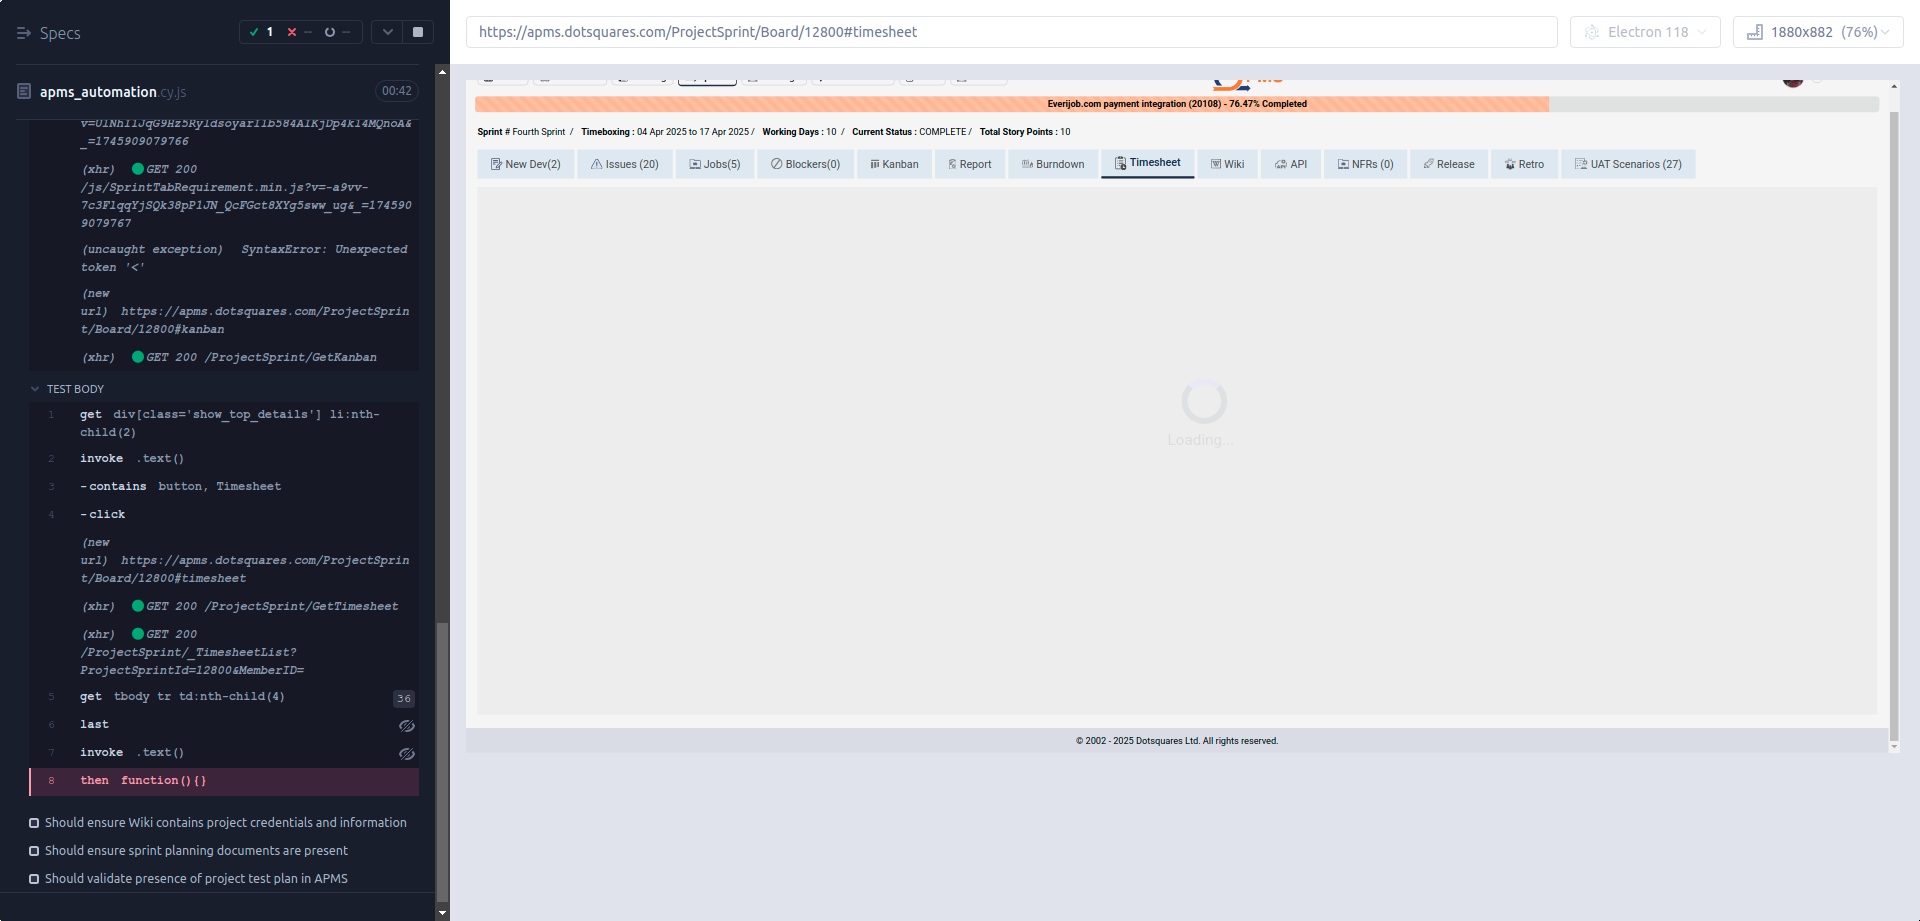 Specs
1
--
--
https://apms.dotsquares.com/ProjectSprint/Board/12800#timesheet
Electron 118
1880x882 (76%)
apms_automation.cy.js
00:42
_=1745909079766
(xhr) GET 200
/js/SprintTabRequirement.min.js?v=-a9vv-
7c3FlqqYjSQk38pP1JN_QcFGct8XYg5sww_ug&_=174590
9079767
(uncaught exception) SyntaxError: Unexpected
token '<'
(new
url) https://apms.dotsquares.com/ProjectSprin
t/Board/12800#kanban
(xhr) GET 200 /ProjectSprint/GetKanban
TEST BODY
1 get div[class='show_top_details'] li:nth-
child(2)
2 invoke .text()
3 -contains button, Timesheet
4 -click
(new
url) https://apms.dotsquares.com/ProjectSprin
t/Board/12800#timesheet
(xhr) GET 200 /ProjectSprint/GetTimesheet
(xhr) GET 200
/ProjectSprint/_TimesheetList?
ProjectSprintId=12800&MemberID=
5 get tbody tr td:nth-child(4) 36
6 last
7 invoke .text()
8 then function(){}
Should ensure Wiki contains project credentials and information
Should ensure sprint planning documents are present
Should validate presence of project test plan in APMS
Everijob.com payment integration (20108) - 76.47% Completed
Sprint # Fourth Sprint / Timeboxing : 04 Apr 2025 to 17 Apr 2025 / Working Days : 10 / Current Status : COMPLETE / Total Story Points : 10
New Dev(2) Issues (20) Jobs(5) Blockers(0) Kanban Report Burndown Timesheet Wiki API NFRs (0) Release Retro UAT Scenarios (27)
Loading...
© 2002 - 2025 Dotsquares Ltd. All rights reserved.